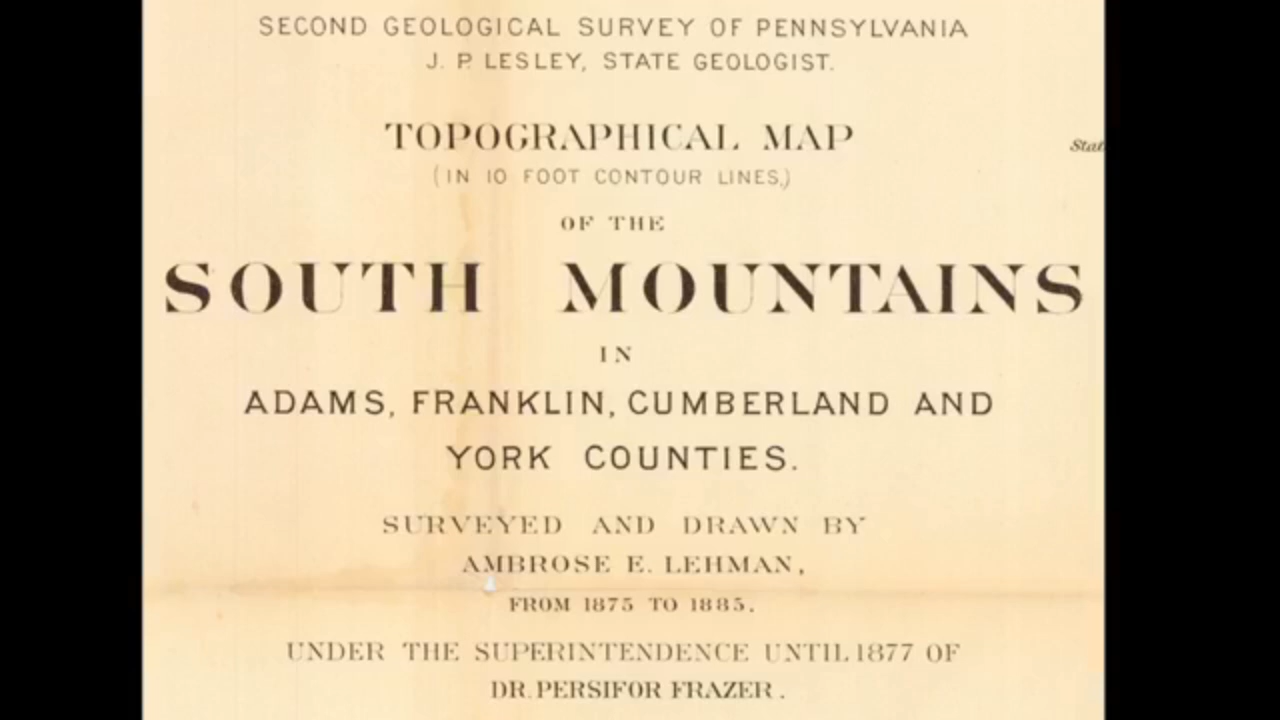 SECOND GEOLOGICAL SURVEY OF PENNSYLVANIA
J. P. LESLEY, STATE GEOLOGIST.
TOPOGRAPHICAL MAP
(IN 10 FOOT CONTOUR LINES,)
OF THE
SOUTH MOUNTAINS
IN
ADAMS, FRANKLIN, CUMBERLAND AND
YORK COUNTIES.
SURVEYED AND DRAWN BY
AMBROSE E. LEHMAN,
FROM 1875 TO 1885.
UNDER THE SUPERINTENDENCE UNTIL 1877 OF
DR. PERSIFOR FRAZER.